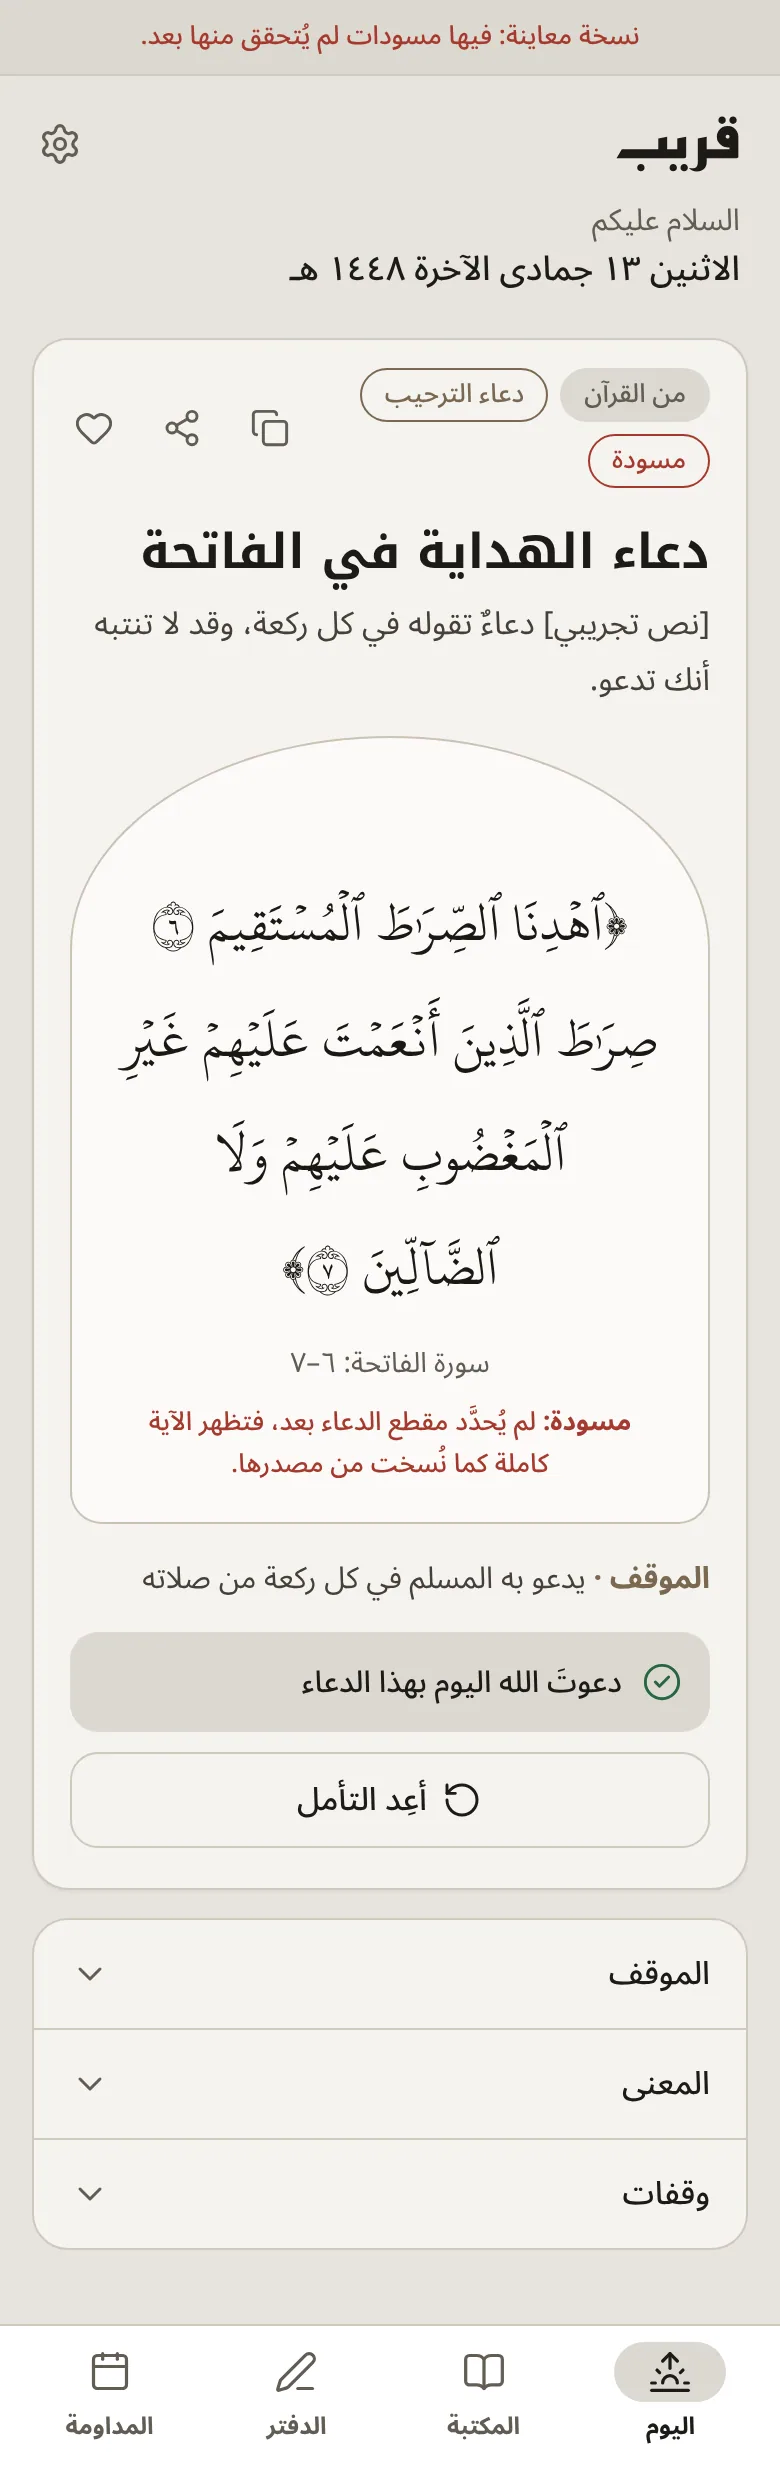 نسخة معاينة: فيها مسودات لم يُتحقق منها بعد.
قريب
السلام عليكم
الاثنين ١٣ جمادى الآخرة ١٤٤٨ هـ
من القرآن
دعاء الترحيب
مسودة
دعاء الهداية في الفاتحة
[نص تجريبي] دعاءٌ تقوله في كل ركعة، وقد لا تنتبه
أنك تدعو.
﴿ٱهْدِنَا ٱلصِّرَٰطَ ٱلْمُسْتَقِيمَ ٦
صِرَٰطَ ٱلَّذِينَ أَنْعَمْتَ عَلَيْهِمْ غَيْرِ
ٱلْمَغْضُوبِ عَلَيْهِمْ وَلَا
ٱلضَّآلِّينَ ٧﴾
سورة الفاتحة: ٦–٧
مسودة: لم يُحدَّد مقطع الدعاء بعد، فتظهر الآية
كاملة كما نُسخت من مصدرها.
الموقف · يدعو به المسلم في كل ركعة من صلاته
دعوتَ الله اليوم بهذا الدعاء
أعِد التأمل
الموقف
المعنى
وقفات
اليوم
المكتبة
الدفتر
المداومة